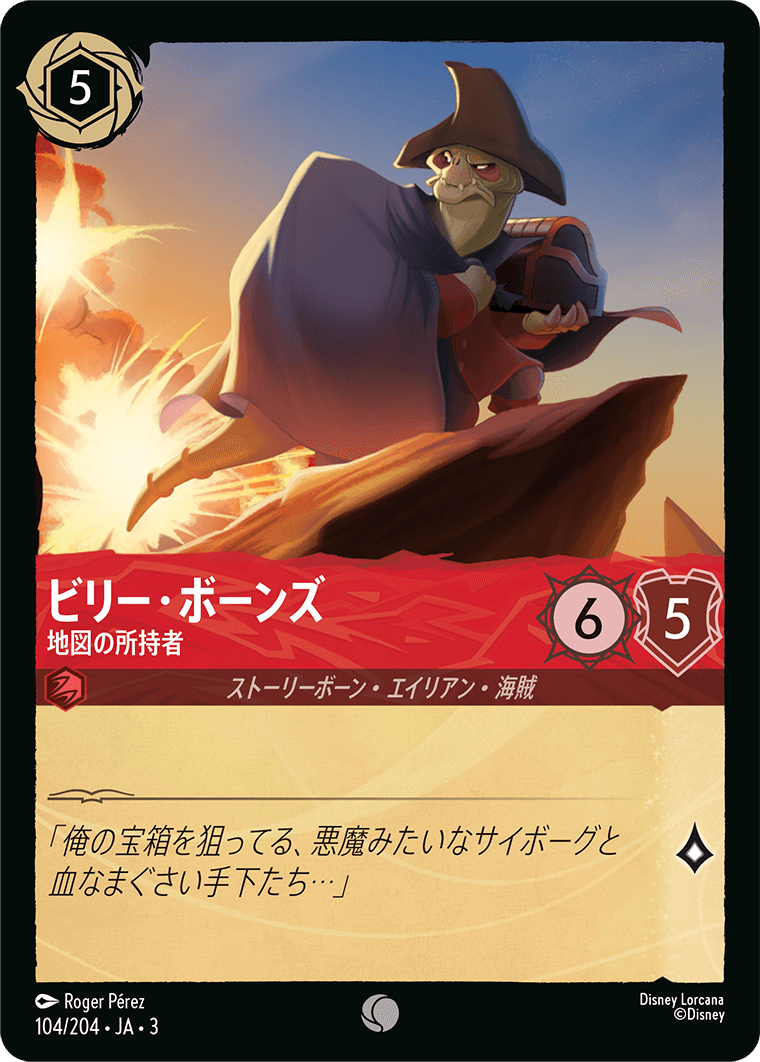 5
ビリー・ボーンズ
地図の所持者
6
5
ストーリーボーン・エイリアン・海賊
「俺の宝箱を狙ってる、悪魔みたいなサイボーグと
血なまぐさい手下たち…」
Roger Pérez
104/204・JA・3
Disney Lorcana
©Disney